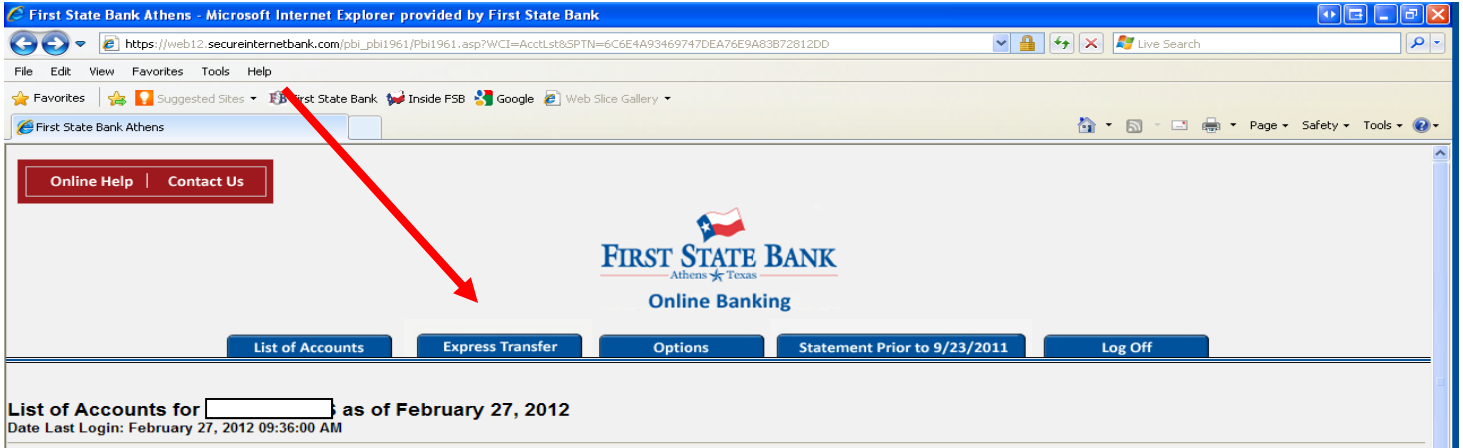 First State Bank Athens - Microsoft Internet Explorer provided by First State Bank
https://web12.secureinternetbank.com/pbi_pbi1961/Pbi1961.asp?WCI=AcctLst&SPTN=6C6E4A93469747DEA76E9A83B72812DD
Live Search
File Edit View Favorites Tools Help
Favorites Suggested Sites First State Bank Inside FSB Google Web Slice Gallery
First State Bank Athens
Page Safety Tools
Online Help | Contact Us
FIRST STATE BANK
Athens Texas
Online Banking
List of Accounts Express Transfer Options Statement Prior to 9/23/2011 Log Off
List of Accounts for as of February 27, 2012
Date Last Login: February 27, 2012 09:36:00 AM